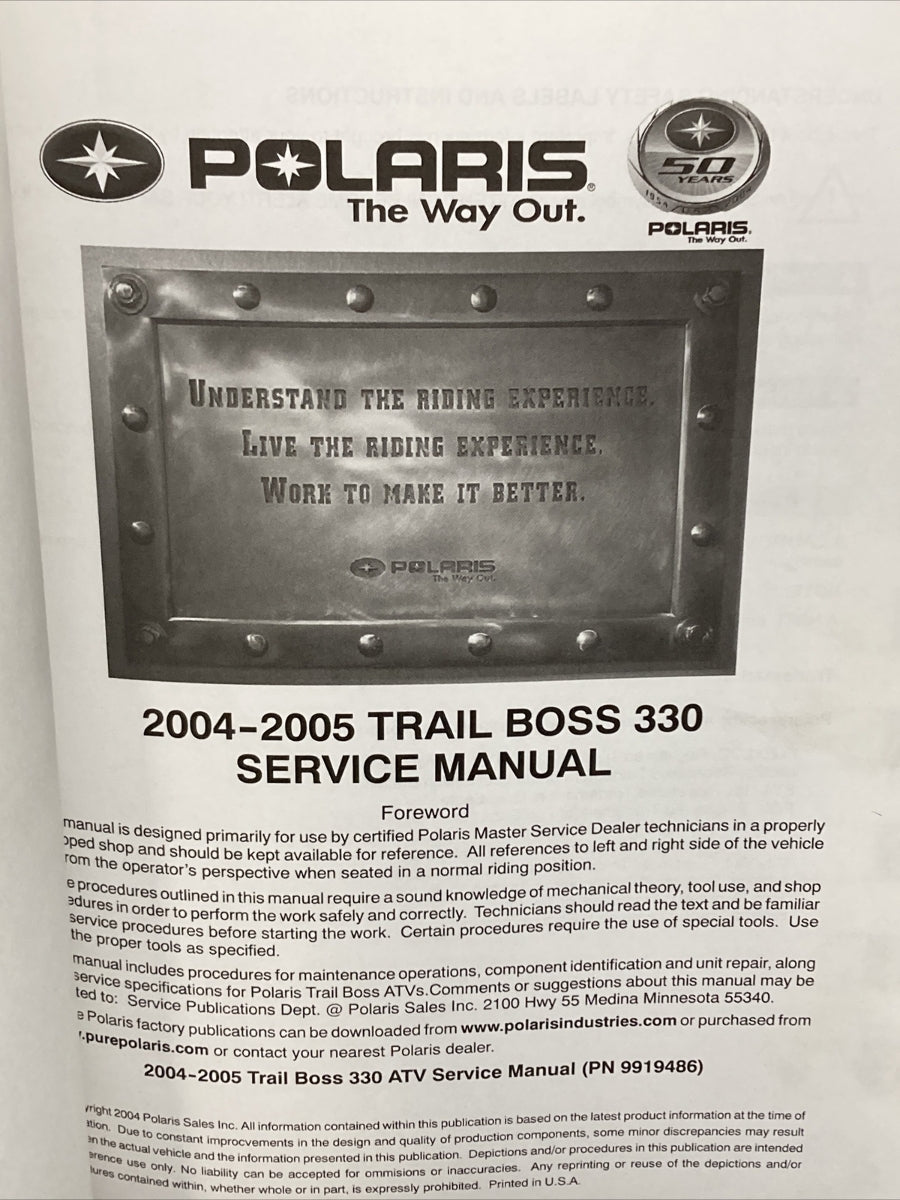 POLARIS®
The Way Out.
50
YEARS
1954
POLARIS.
The Way Out.
UNDERSTAND THE RIDING EXPERIENCE.
LIVE THE RIDING EXPERIENCE.
WORK TO MAKE IT BETTER.
POLARIS
The Way Out.
2004-2005 TRAIL BOSS 330
SERVICE MANUAL
Foreword
manual is designed primarily for use by certified Polaris Master Service Dealer technicians in a properly
shop and should be kept available for reference. All references to left and right side of the vehicle
the operator's perspective when seated in a normal riding position.
procedures outlined in this manual require a sound knowledge of mechanical theory, tool use, and shop
in order to perform the work safely and correctly. Technicians should read the text and be familiar
service procedures before starting the work. Certain procedures require the use of special tools. Use
the proper tools as specified.
manual includes procedures for maintenance operations, component identification and unit repair, along
service specifications for Polaris Trail Boss ATVs.Comments or suggestions about this manual may be
to: Service Publications Dept. @ Polaris Sales Inc. 2100 Hwy 55 Medina Minnesota 55340.
Polaris factory publications can be downloaded from www.polarisindustries.com or purchased from
.purepolaris.com or contact your nearest Polaris dealer.
2004-2005 Trail Boss 330 ATV Service Manual (PN 9919486)
2004 Polaris Sales Inc. All information contained within this publication is based on the latest product information at the time of
Due to constant improcvements in the design and quality of production components, some minor discrepancies may result
the actual vehicle and the information presented in this publication. Depictions and/or procedures in this publication are intended
use only. No liability can be accepted for ommisions or inaccuracies. Any reprinting or reuse of the depictions and/or
contained within, whether whole or in part, is expressly prohibited. Printed in U.S.A.